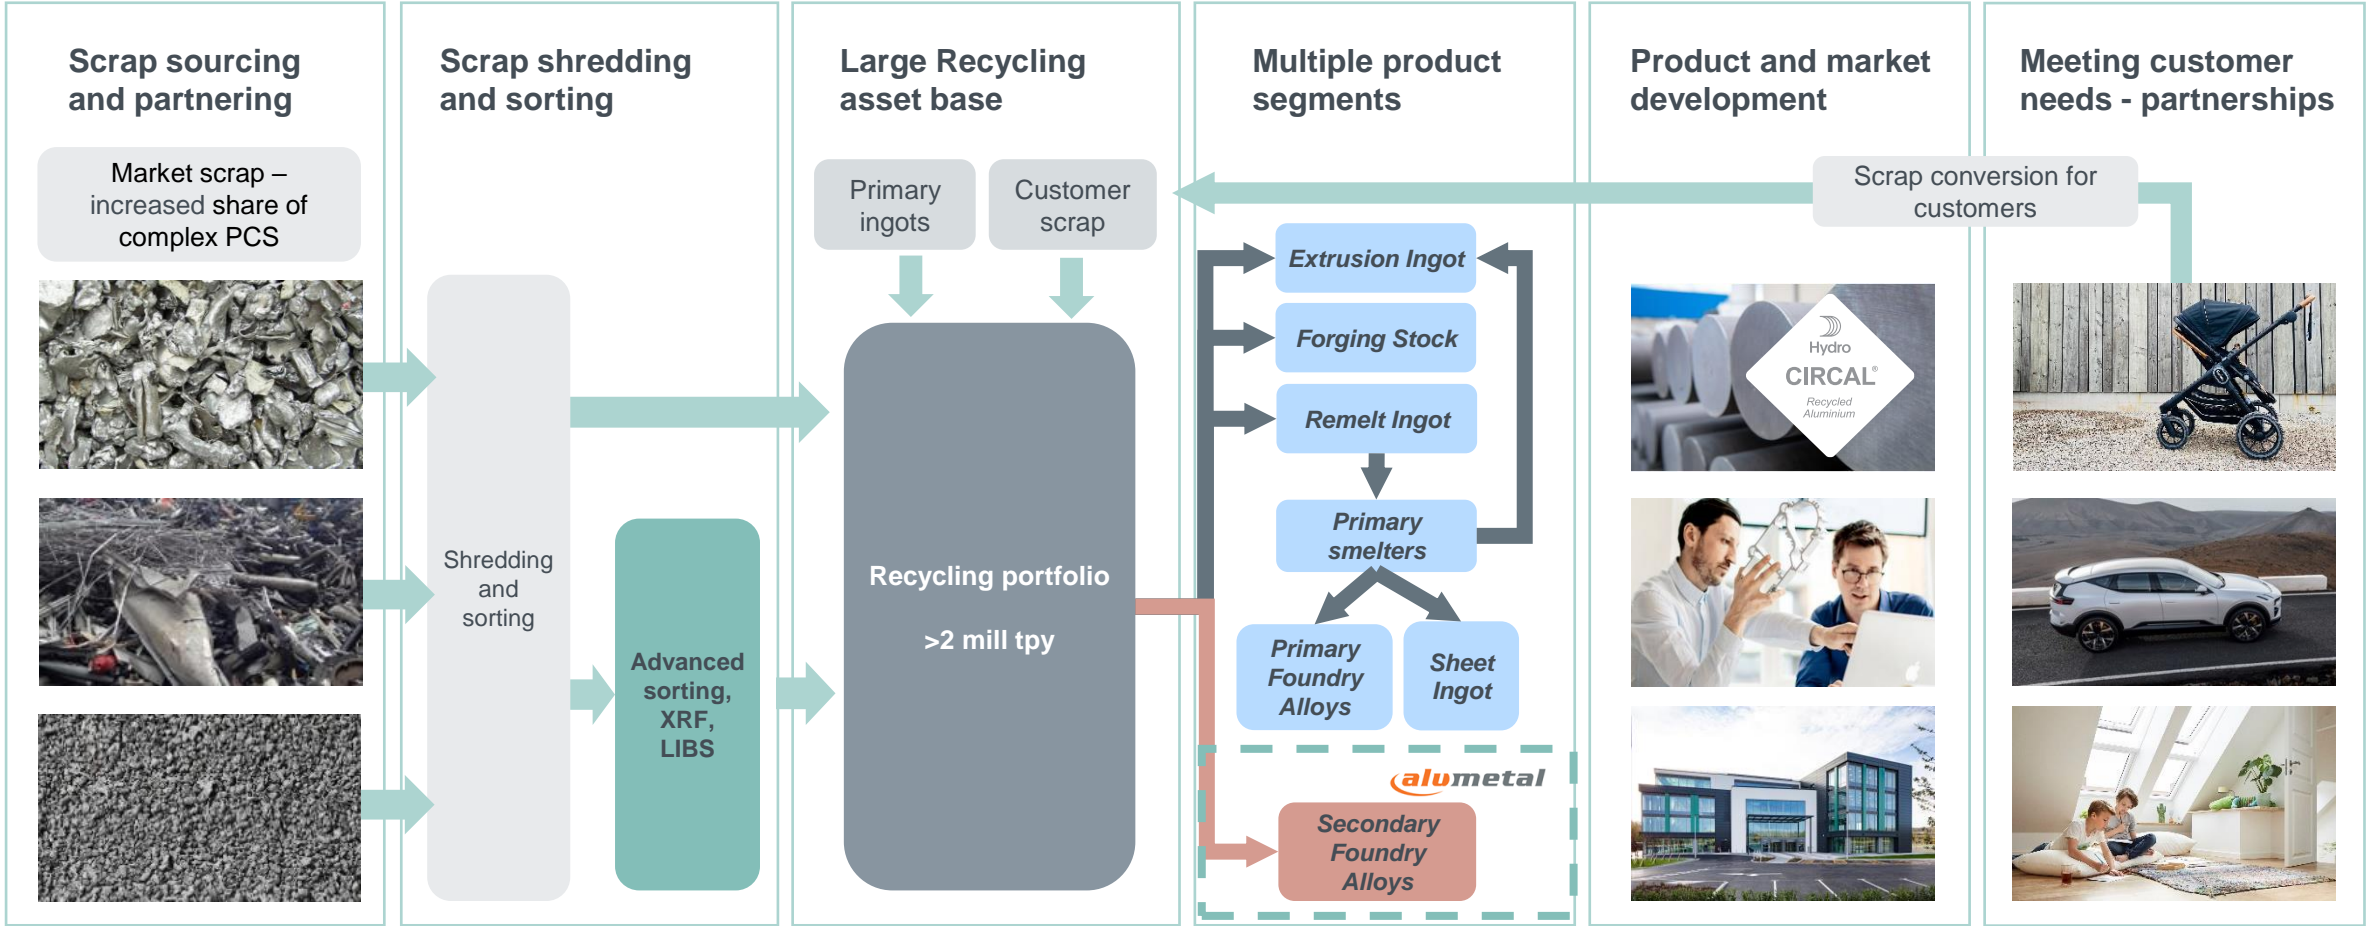 Scrap sourcing
and partnering
Market scrap –
increased share of
complex PCS
Scrap shredding
and sorting
Shredding
and
sorting
Advanced
sorting,
XRF,
LIBS
Large Recycling
asset base
Primary
ingots
Customer
scrap
Recycling portfolio
>2 mill tpy
Multiple product
segments
Extrusion Ingot
Forging Stock
Remelt Ingot
Primary
smelters
Primary
Foundry
Alloys
Sheet
Ingot
alumetal
Secondary
Foundry
Alloys
Product and market
development
Scrap conversion for
customers
Hydro
CIRCAL®
Recycled
Aluminium
Meeting customer
needs - partnerships